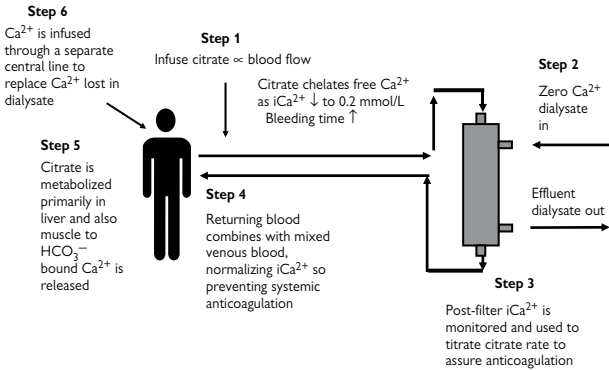 Step 6
Ca²⁺ is infused
through a separate
central line to
replace Ca²⁺ lost in
dialysate
Step 1
Infuse citrate ∝ blood flow
Citrate chelates free Ca²⁺
as iCa²⁺ ↓ to 0.2 mmol/L
Bleeding time ↑
Step 2
Zero Ca²⁺
dialysate
in
Step 5
Citrate is
metabolized
primarily in
liver and also
muscle to
HCO₃⁻
bound Ca²⁺ is
released
Step 4
Returning blood
combines with mixed
venous blood,
normalizing iCa²⁺ so
preventing systemic
anticoagulation
Effluent
dialysate out
Step 3
Post-filter iCa²⁺ is
monitored and used to
titrate citrate rate to
assure anticoagulation